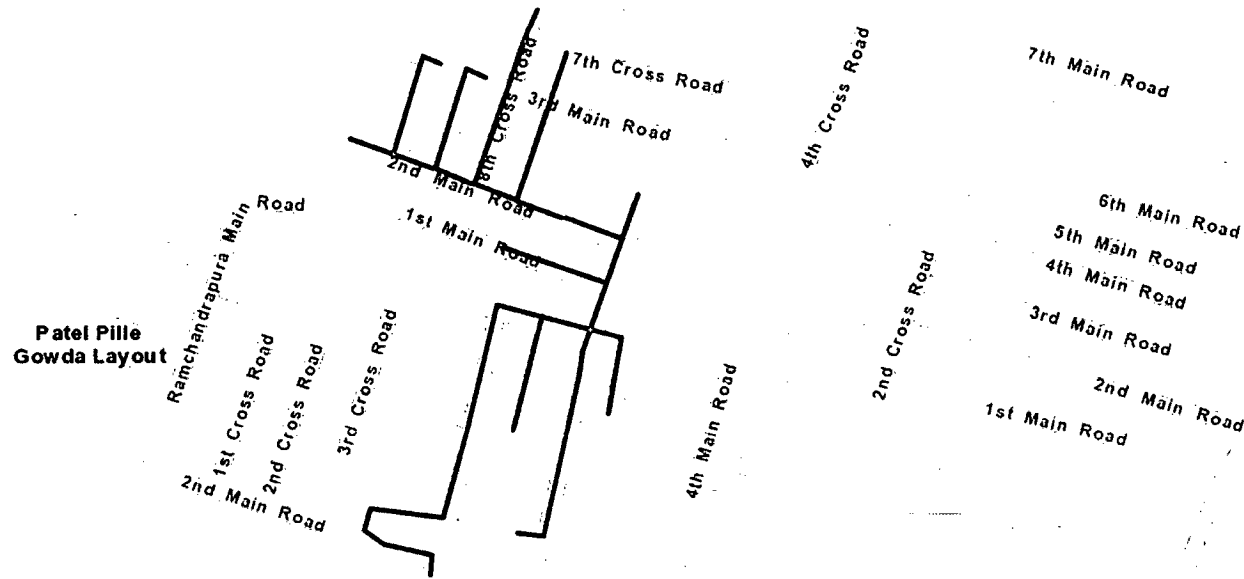 7th Cross Road
3rd Main Road
8th Cross Road
4th Cross Road
7th Main Road
2nd Main Road
1st Main Road
Ramchandrapura Main Road
6th Main Road
5th Main Road
4th Main Road
3rd Main Road
2nd Main Road
1st Main Road
2nd Cross Road
Patel Pille
Gowda Layout
1st Cross Road
2nd Cross Road
3rd Cross Road
4th Main Road
2nd Main Road